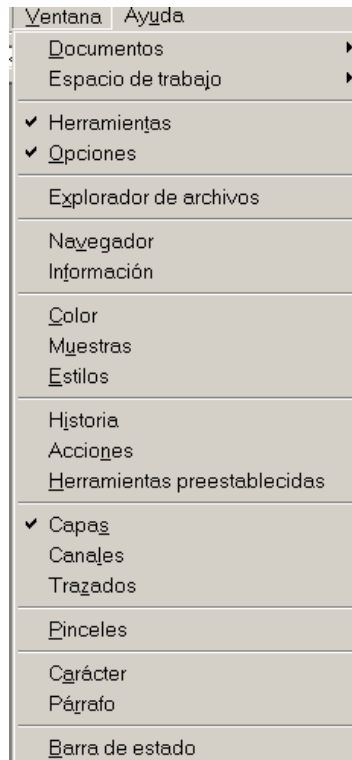 Ventana Ayuda
Documentos
Espacio de trabajo
Herramientas
Opciones
Explorador de archivos
Navegador
Información
Color
Muestras
Estilos
Historia
Acciones
Herramientas preestablecidas
Capas
Canales
Trazados
Pinceles
Carácter
Párrafo
Barra de estado